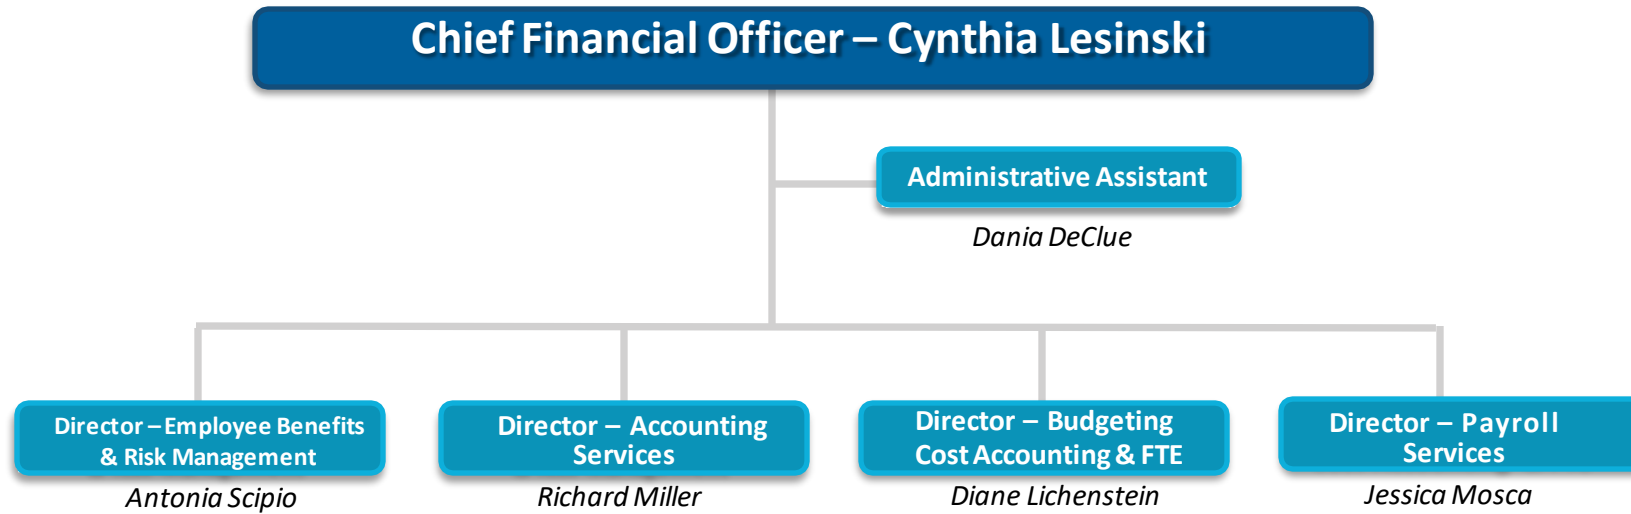 Chief Financial Officer – Cynthia Lesinski
Administrative Assistant
Dania DeClue
Director – Employee Benefits
& Risk Management
Antonia Scipio
Director – Accounting
Services
Richard Miller
Director – Budgeting
Cost Accounting & FTE
Diane Lichenstein
Director – Payroll
Services
Jessica Mosca